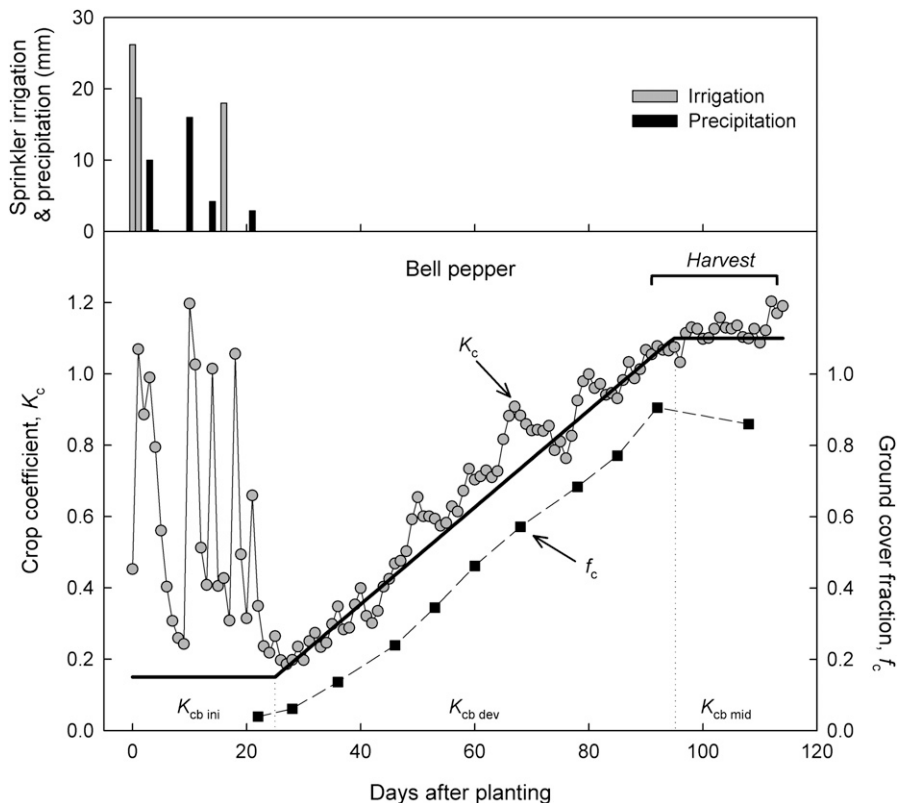 Sprinkler irrigation
& precipitation (mm)
30
20
10
0
Irrigation
Precipitation
Bell pepper
Harvest
Crop coefficient, Kc
1.2
1.0
0.8
0.6
0.4
0.2
0.0
Kc
fc
Kcb ini
Kcb dev
Kcb mid
1.0
0.8
0.6
0.4
0.2
0.0
Ground cover fraction, fc
0 20 40 60 80 100 120
Days after planting